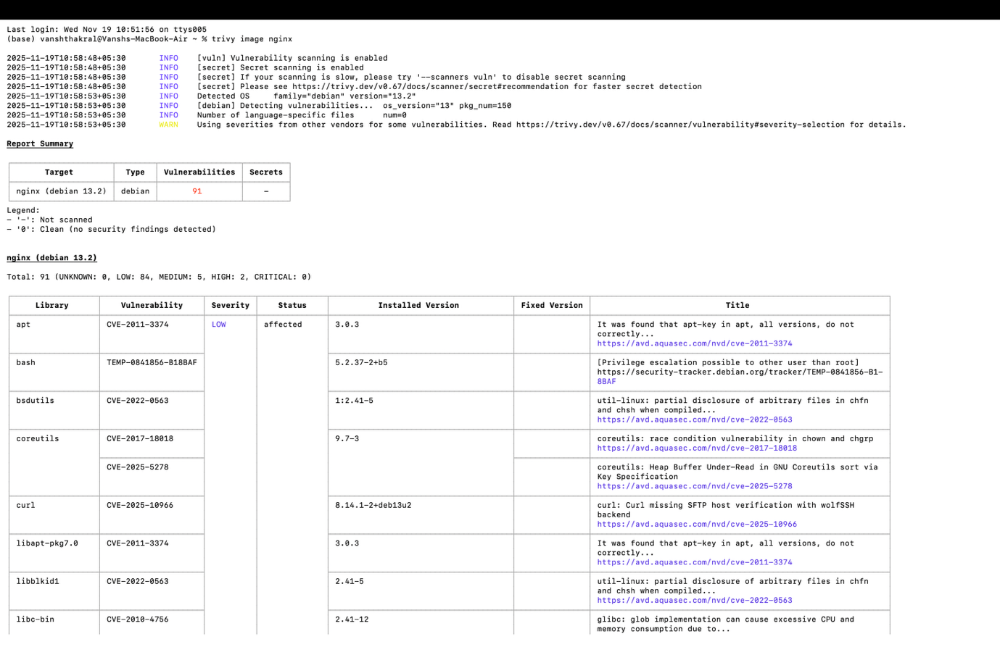 Last login: Wed Nov 19 10:51:56 on ttys005
(base) vanshthakral@Vanshs-MacBook-Air ~ % trivy image nginx
2025-11-19T10:58:48+05:30 INFO [vuln] Vulnerability scanning is enabled
2025-11-19T10:58:48+05:30 INFO [secret] Secret scanning is enabled
2025-11-19T10:58:48+05:30 INFO [secret] If your scanning is slow, please try '--scanners vuln' to disable secret scanning
2025-11-19T10:58:48+05:30 INFO [secret] Please see https://trivy.dev/v0.67/docs/scanner/secret#recommendation for faster secret detection
2025-11-19T10:58:53+05:30 INFO Detected OS family="debian" version="13.2"
2025-11-19T10:58:53+05:30 INFO [debian] Detecting vulnerabilities... os_version="13" pkg_num=150
2025-11-19T10:58:53+05:30 INFO Number of language-specific files num=0
2025-11-19T10:58:53+05:30 WARN Using severities from other vendors for some vulnerabilities. Read https://trivy.dev/v0.67/docs/scanner/vulnerability#severity-selection for details.
Report Summary
Target Type Vulnerabilities Secrets
nginx (debian 13.2) debian 91 -
Legend:
- '-': Not scanned
- '0': Clean (no security findings detected)
nginx (debian 13.2)
Total: 91 (UNKNOWN: 0, LOW: 84, MEDIUM: 5, HIGH: 2, CRITICAL: 0)
Library Vulnerability Severity Status Installed Version Fixed Version Title
apt CVE-2011-3374 LOW affected 3.0.3 It was found that apt-key in apt, all versions, do not
correctly...
https://avd.aquasec.com/nvd/cve-2011-3374
bash TEMP-0841856-B18BAF 5.2.37-2+b5 [Privilege escalation possible to other user than root]
https://security-tracker.debian.org/tracker/TEMP-0841856-B1-
8BAF
bsdutils CVE-2022-0563 1:2.41-5 util-linux: partial disclosure of arbitrary files in chfn
and chsh when compiled...
https://avd.aquasec.com/nvd/cve-2022-0563
coreutils CVE-2017-18018 9.7-3 coreutils: race condition vulnerability in chown and chgrp
https://avd.aquasec.com/nvd/cve-2017-18018
CVE-2025-5278 coreutils: Heap Buffer Under-Read in GNU Coreutils sort via
Key Specification
https://avd.aquasec.com/nvd/cve-2025-5278
curl CVE-2025-10966 8.14.1-2+deb13u2 curl: Curl missing SFTP host verification with wolfSSH
backend
https://avd.aquasec.com/nvd/cve-2025-10966
libapt-pkg7.0 CVE-2011-3374 3.0.3 It was found that apt-key in apt, all versions, do not
correctly...
https://avd.aquasec.com/nvd/cve-2011-3374
libblkid1 CVE-2022-0563 2.41-5 util-linux: partial disclosure of arbitrary files in chfn
and chsh when compiled...
https://avd.aquasec.com/nvd/cve-2022-0563
libc-bin CVE-2010-4756 2.41-12 glibc: glob implementation can cause excessive CPU and
memory consumption due to...